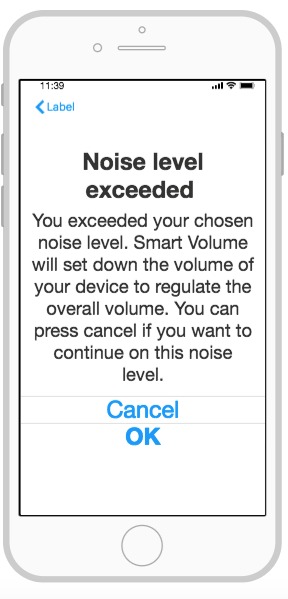 11:39
Label
Noise level
exceeded
You exceeded your chosen
noise level. Smart Volume
will set down the volume of
your device to regulate the
overall volume. You can
press cancel if you want to
continue on this noise
level.
Cancel
OK